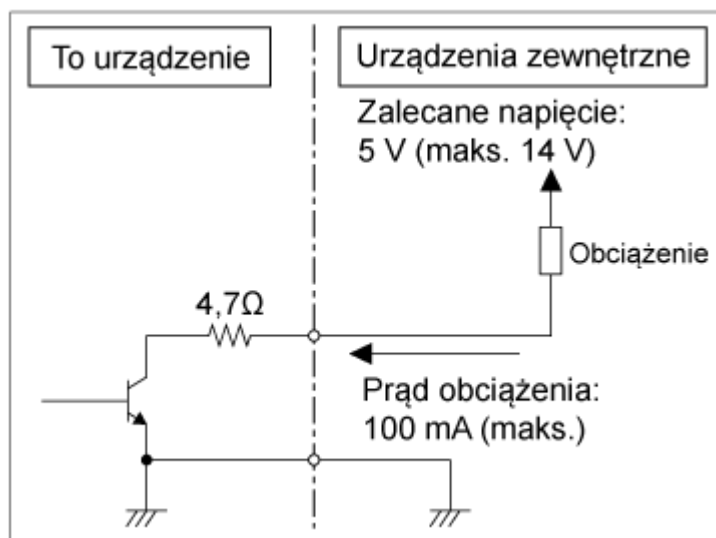 To urządzenie
Urządzenia zewnętrzne
Zalecane napięcie:
5 V (maks. 14 V)
Obciążenie
4,7Ω
Prąd obciążenia:
100 mA (maks.)